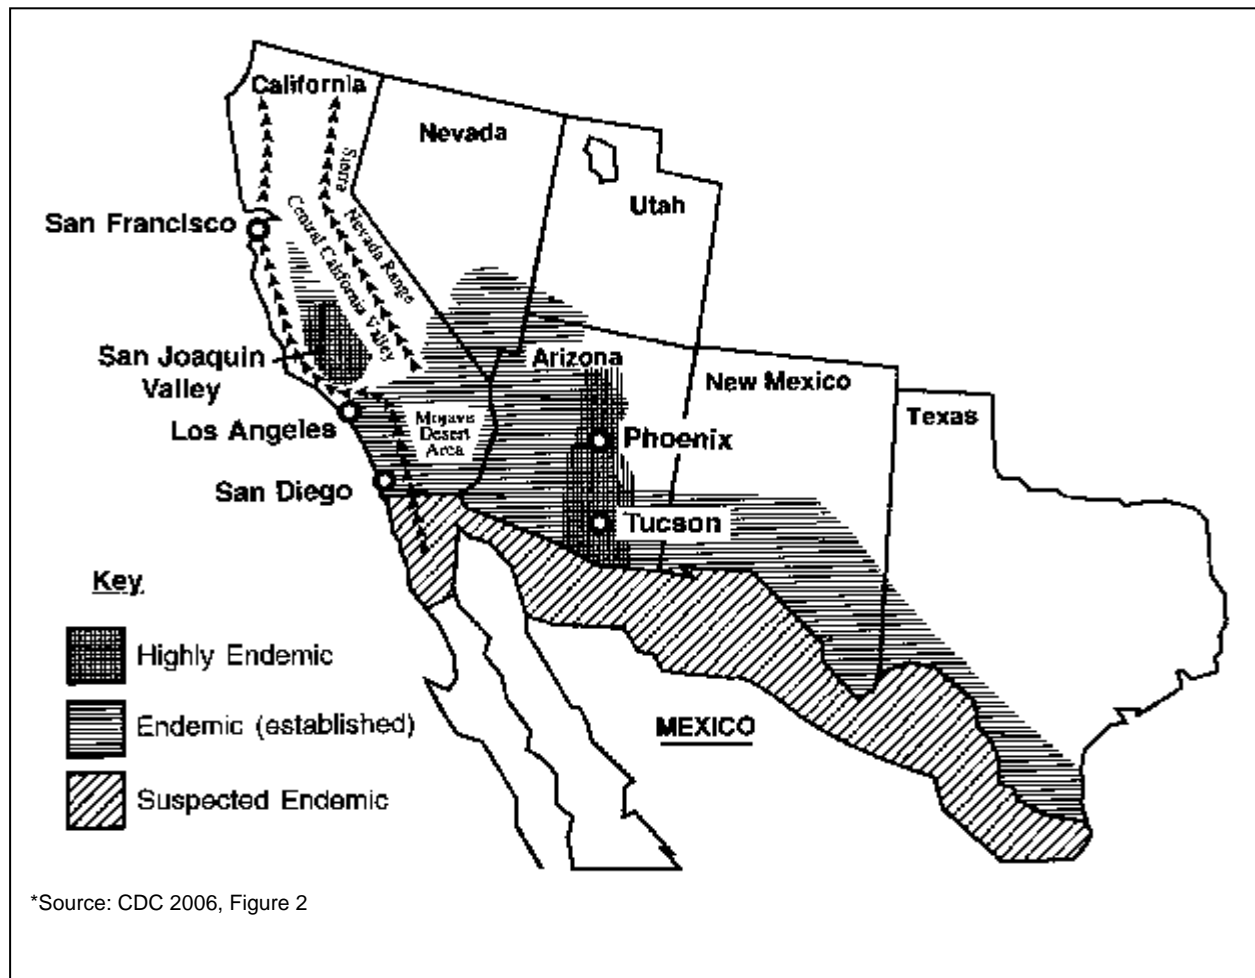 California
Nevada
Utah
Sierra
Nevada Range
Central California Valley
San Francisco
San Joaquin
Valley
Arizona
New Mexico
Texas
Los Angeles
Mojave
Desert
Area
Phoenix
San Diego
Tucson
Key
Highly Endemic
Endemic (established)
Suspected Endemic
MEXICO
*Source: CDC 2006, Figure 2